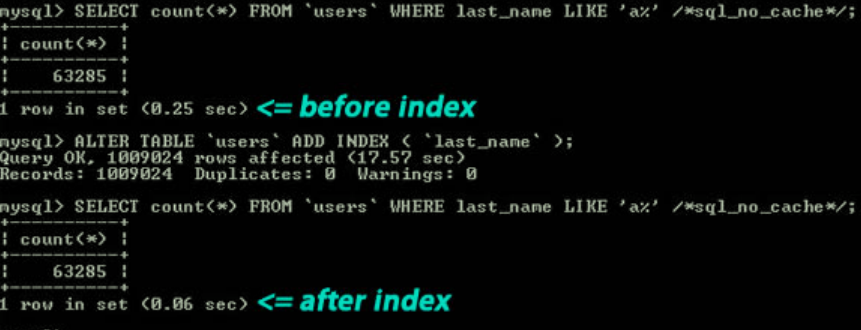 mysql> SELECT count(*) FROM `users` WHERE last_name LIKE 'a%' /*sql_no_cache*/;
+----------+
| count(*) |
+----------+
| 63285 |
+----------+
1 row in set (0.25 sec) <= before index
mysql> ALTER TABLE `users` ADD INDEX ( `last_name` );
Query OK, 1009024 rows affected (17.57 sec)
Records: 1009024 Duplicates: 0 Warnings: 0
mysql> SELECT count(*) FROM `users` WHERE last_name LIKE 'a%' /*sql_no_cache*/;
+----------+
| count(*) |
+----------+
| 63285 |
+----------+
1 row in set (0.06 sec) <= after index